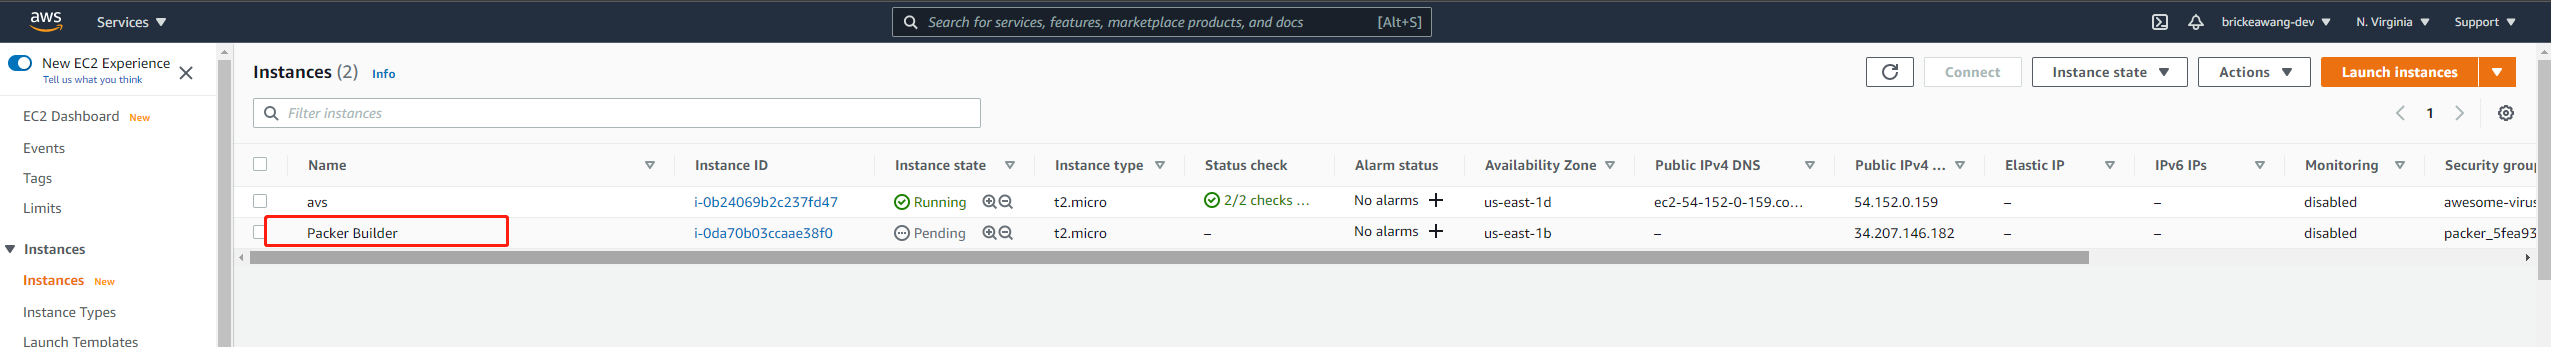 aws Services Search for services, features, marketplace products, and docs [Alt+S] brickeawang-dev N. Virginia Support
New EC2 Experience
Tell us what you think
EC2 Dashboard New
Events
Tags
Limits
Instances
Instances New
Instance Types
Launch Templates
Instances (2) Info Connect Instance state Actions Launch instances
Filter instances 1
Name Instance ID Instance state Instance type Status check Alarm status Availability Zone Public IPv4 DNS Public IPv4 ... Elastic IP IPv6 IPs Monitoring Security group
avs i-0b24069b2c237fd47 Running t2.micro 2/2 checks ... No alarms + us-east-1d ec2-54-152-0-159.co... 54.152.0.159 – – disabled awesome-virus
Packer Builder i-0da70b03ccaae38f0 Pending t2.micro – No alarms + us-east-1b – 34.207.146.182 – – disabled packer_5fea93